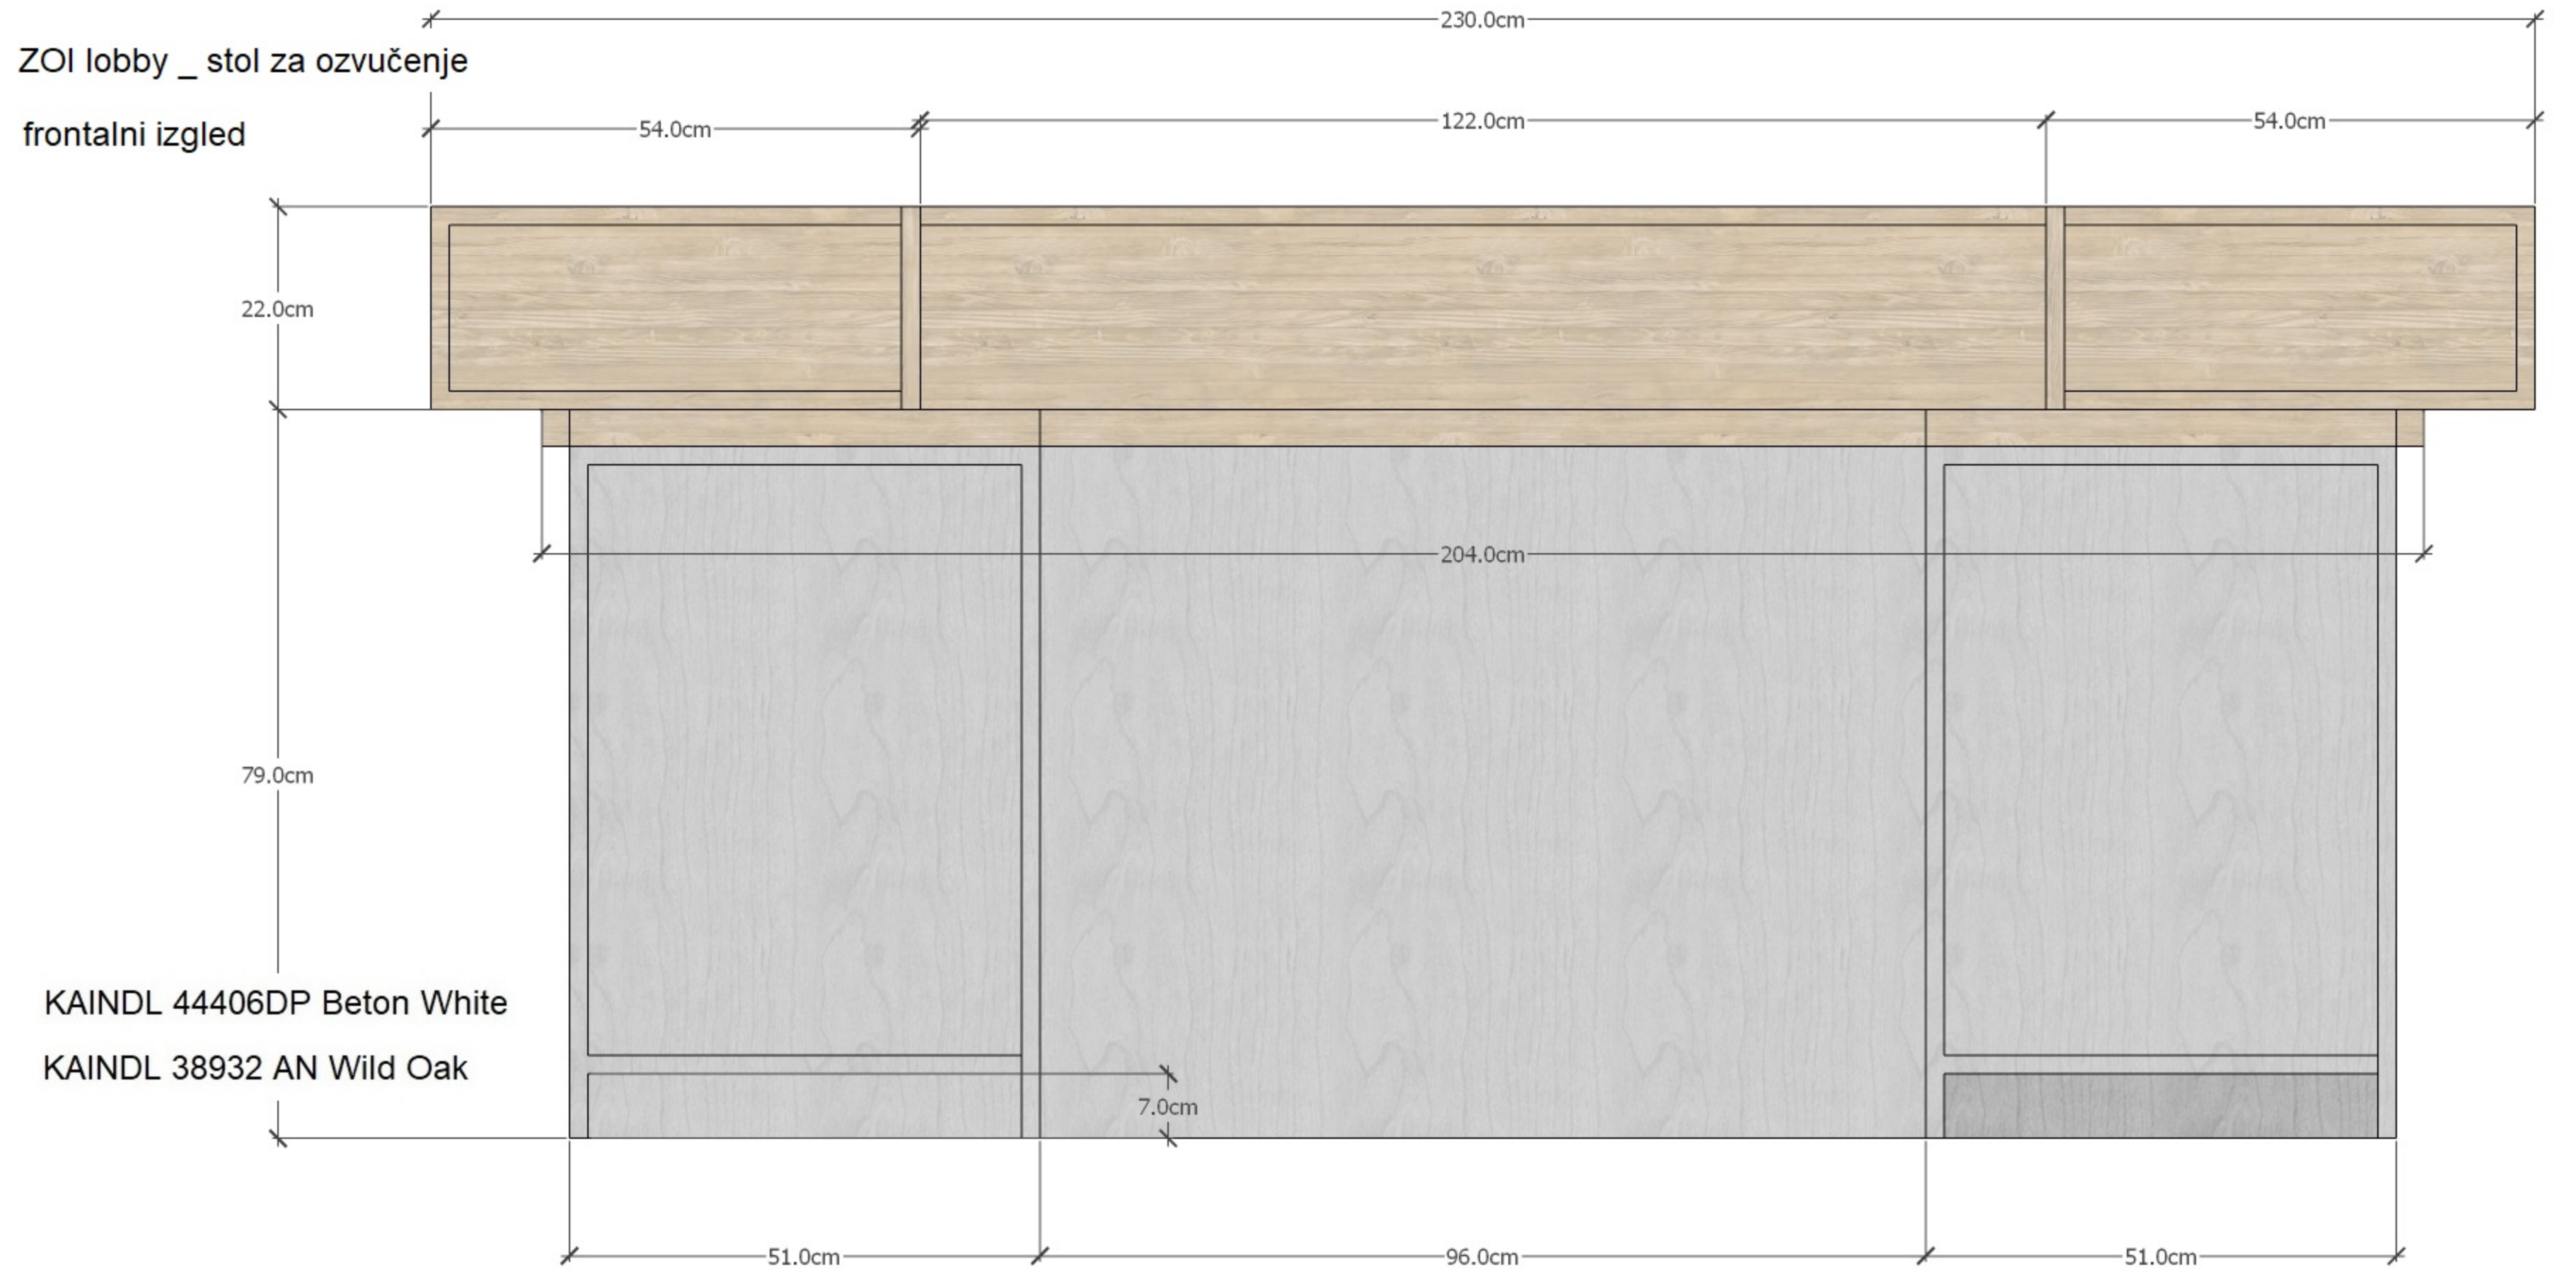 230.0cm
ZOI lobby _ stol za ozvučenje
54.0cm
122.0cm
54.0cm
frontalni izgled
22.0cm
204.0cm
79.0cm
KAINDL 44406DP Beton White
KAINDL 38932 AN Wild Oak
7.0cm
51.0cm
96.0cm
51.0cm